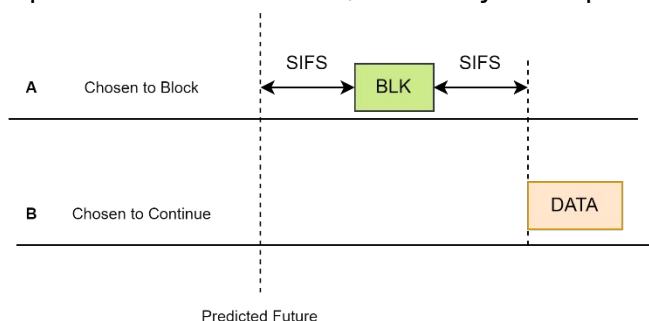 SIFS
SIFS
A
Chosen to Block
BLK
B
Chosen to Continue
DATA
Predicted Future